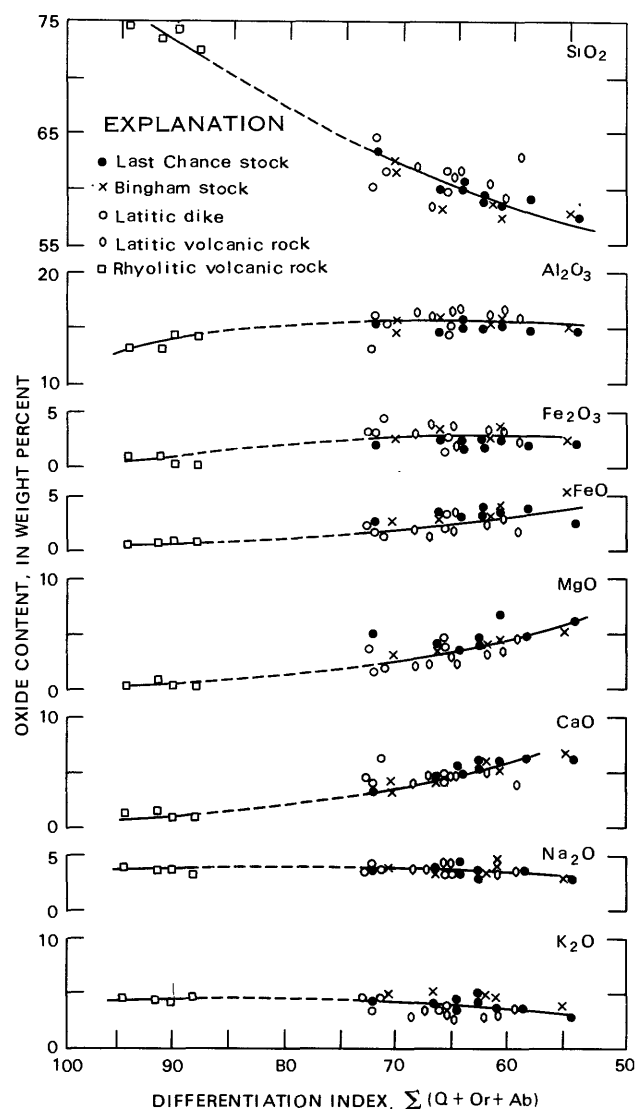 75
SiO2
65
EXPLANATION
Last Chance stock
Bingham stock
Latitic dike
Latitic volcanic rock
Rhyolitic volcanic rock
55
20
Al2O3
10
Fe2O3
5
0
FeO
5
0
10
MgO
0
10
CaO
0
Na2O
5
0
10
K2O
0
100
90
80
70
60
50
OXIDE CONTENT, IN WEIGHT PERCENT
DIFFERENTIATION INDEX, Σ (Q + Or + Ab)